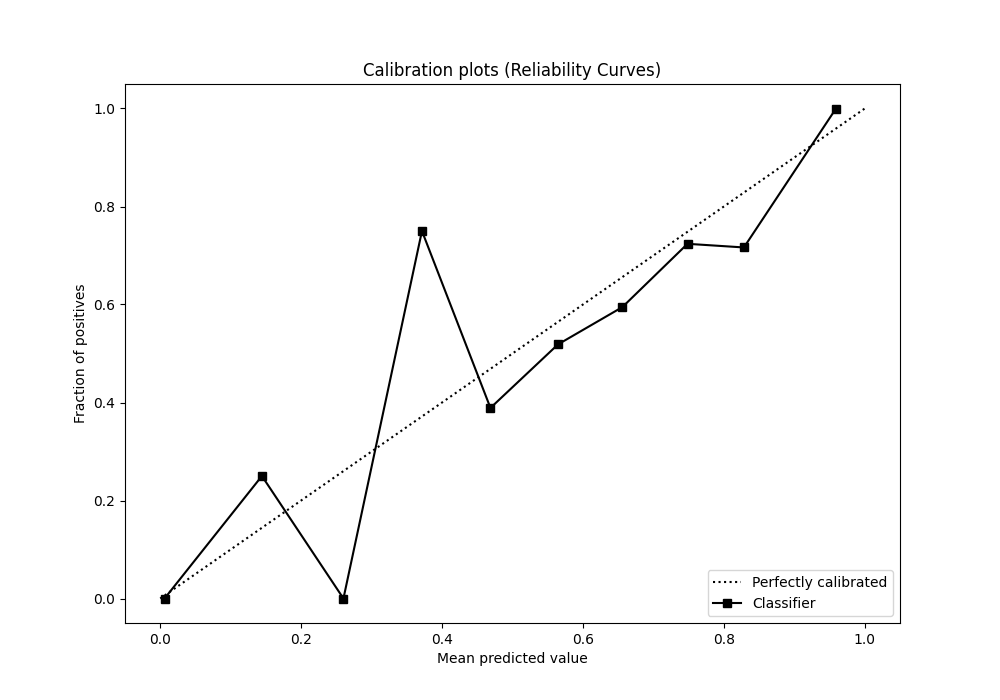 Calibration plots (Reliability Curves)
1.0
0.8
0.6
0.4
0.2
0.0
Fraction of positives
0.0 0.2 0.4 0.6 0.8 1.0
Mean predicted value
Perfectly calibrated
Classifier